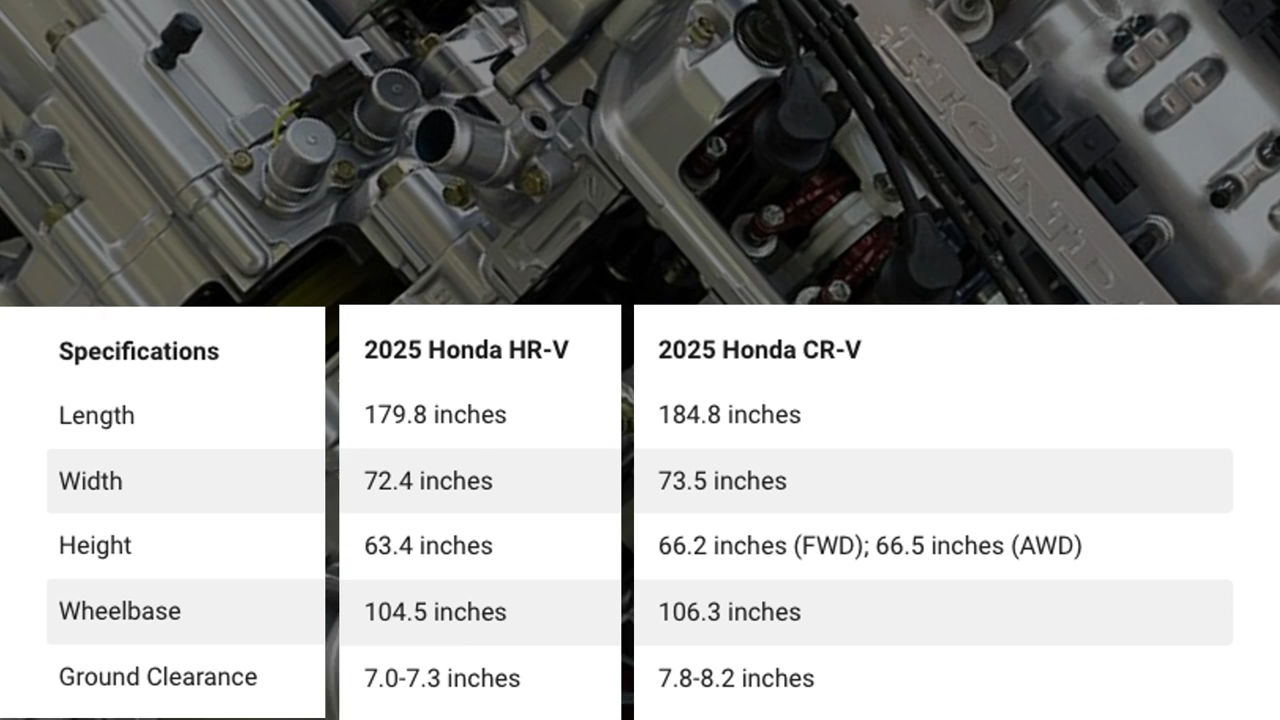 HONDA
Specifications 2025 Honda HR-V 2025 Honda CR-V
Length 179.8 inches 184.8 inches
Width 72.4 inches 73.5 inches
Height 63.4 inches 66.2 inches (FWD); 66.5 inches (AWD)
Wheelbase 104.5 inches 106.3 inches
Ground Clearance 7.0-7.3 inches 7.8-8.2 inches